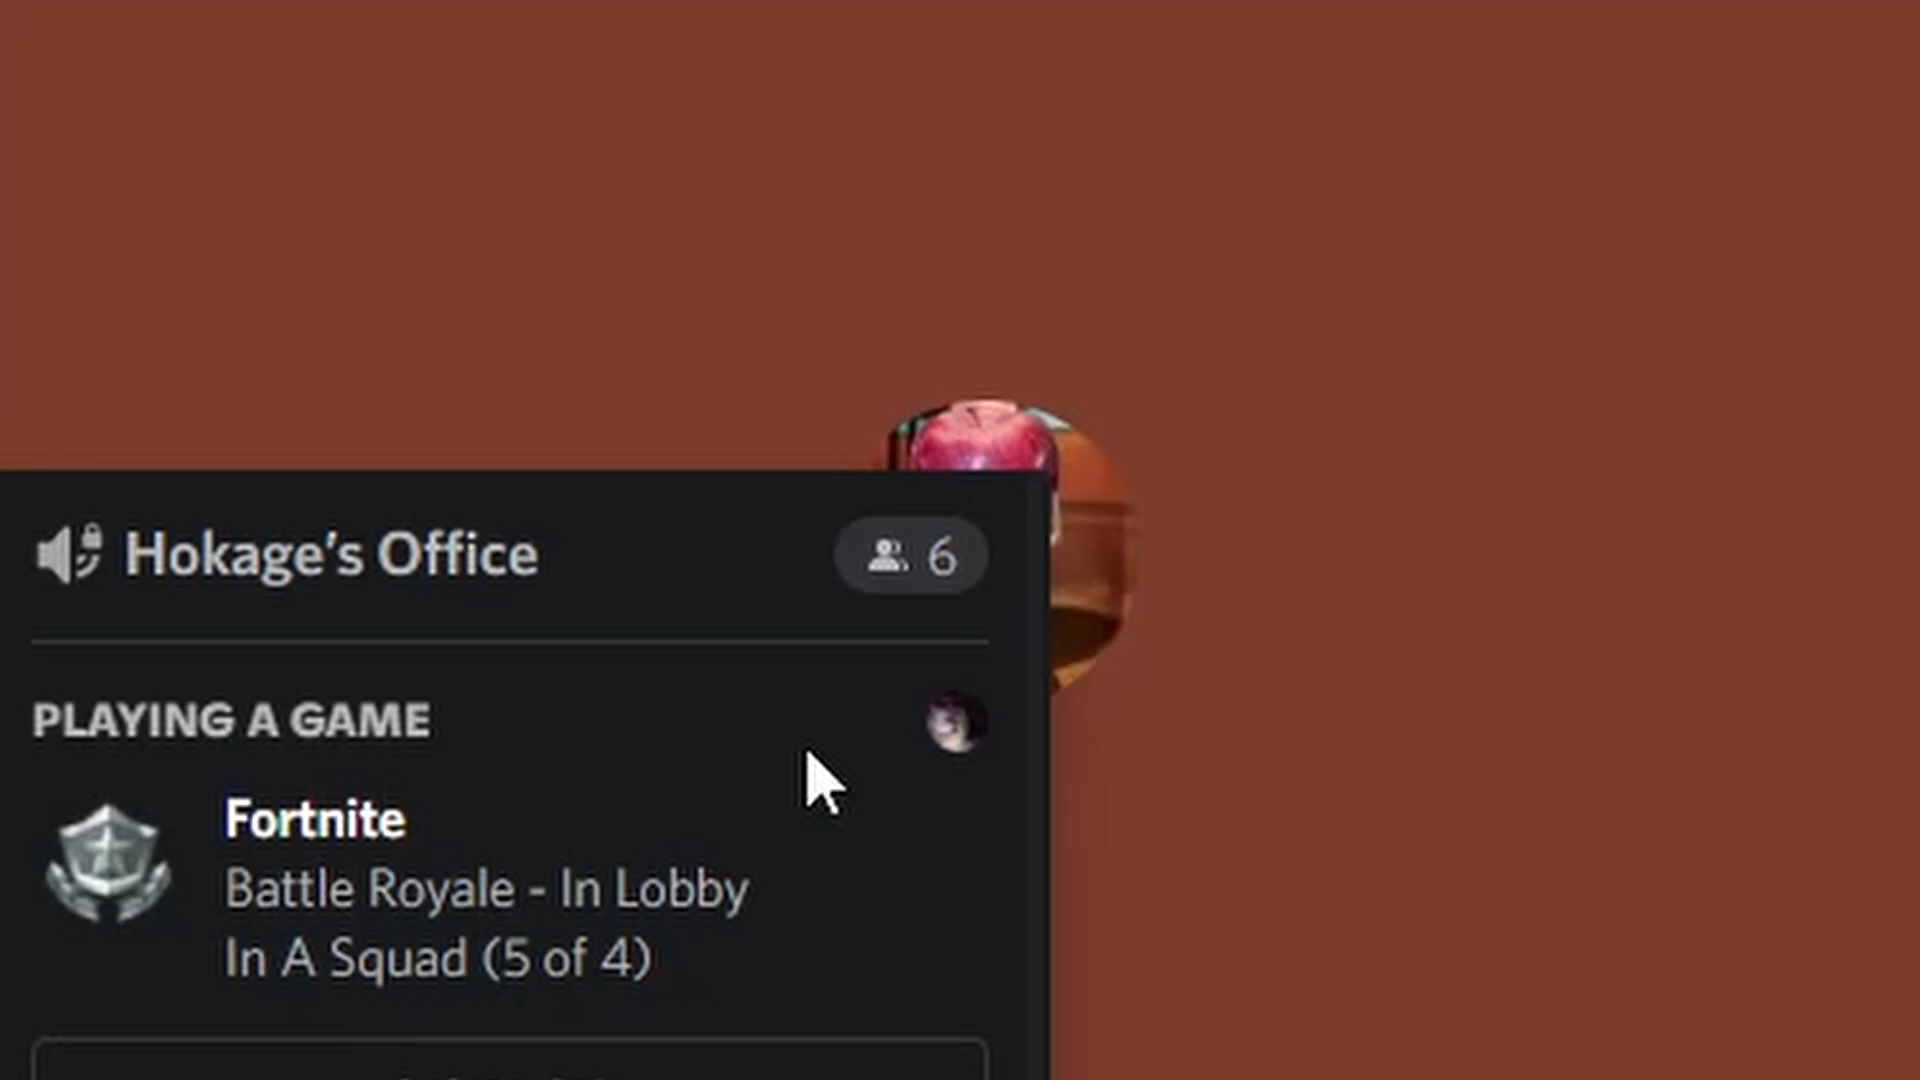 Hokage's Office
6
PLAYING A GAME
Fortnite
Battle Royale - In Lobby
In A Squad (5 of 4)